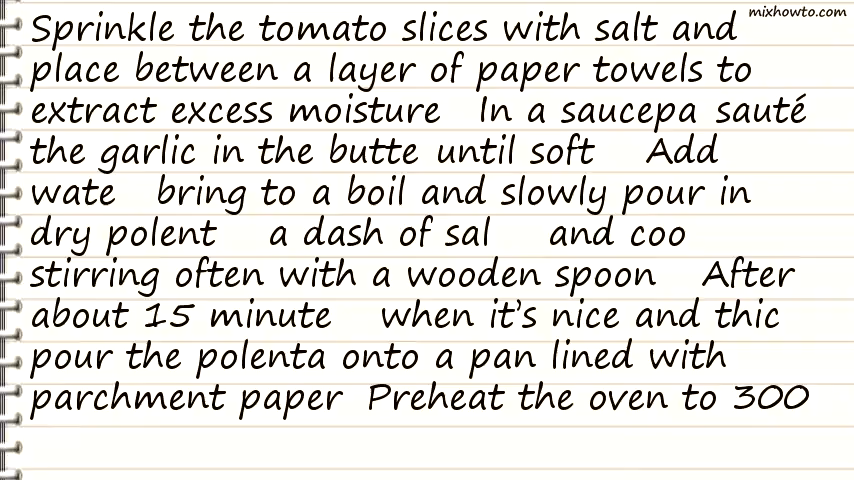 mixhowto.com
Sprinkle the tomato slices with salt and
place between a layer of paper towels to
extract excess moisture   In a saucepa sauté
the garlic in the butte until soft    Add
wate   bring to a boil and slowly pour in
dry polent    a dash of sal    and coo
stirring often with a wooden spoon    After
about 15 minute    when it's nice and thic
pour the polenta onto a pan lined with
parchment paper  Preheat the oven to 300